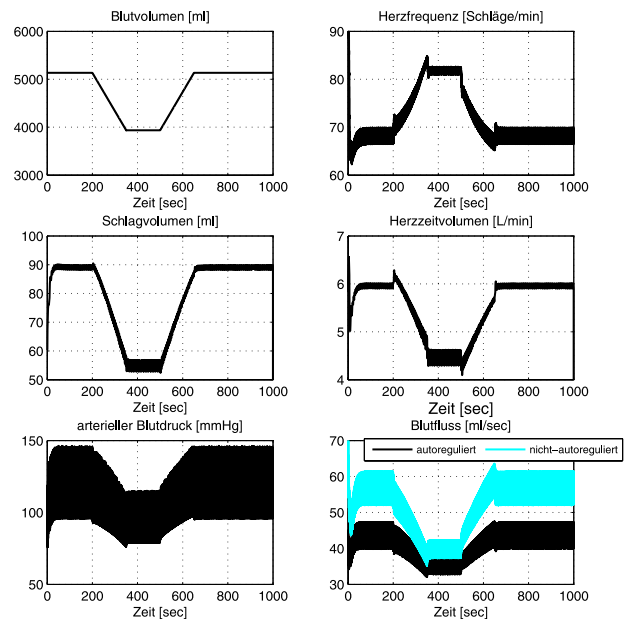 Blutvolumen [ml]
6000
5000
4000
3000
0 200 400 600 800 1000
Zeit [sec]
Herzfrequenz [Schläge/min]
90
80
70
60
0 200 400 600 800 1000
Zeit [sec]
Schlagvolumen [ml]
100
90
80
70
60
50
0 200 400 600 800 1000
Zeit [sec]
Herzzeitvolumen [L/min]
7
6
5
4
0 200 400 600 800 1000
Zeit [sec]
arterieller Blutdruck [mmHg]
150
100
50
0 200 400 600 800 1000
Zeit [sec]
Blutfluss [ml/sec]
autoreguliert nicht−autoreguliert
70
60
50
40
30
0 200 400 600 800 1000
Zeit [sec]